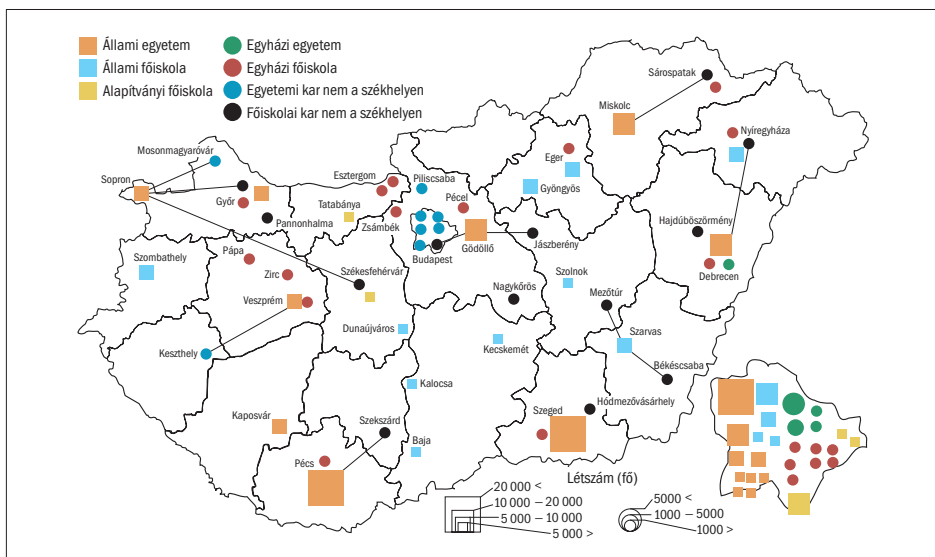 Állami egyetem
Állami főiskola
Alapítványi főiskola
Egyházi egyetem
Egyházi főiskola
Egyetemi kar nem a székhelyen
Főiskolai kar nem a székhelyen
Sárospatak
Miskolc
Nyíregyháza
Mosonmagyaróvár
Sopron
Győr
Pannonhalma
Esztergom
Tatabánya
Zsámbék
Piliscsaba
Pécel
Budapest
Gödöllő
Eger
Gyöngyös
Jászberény
Hajdúböszörmény
Debrecen
Szombathely
Pápa
Zirc
Veszprém
Székesfehérvár
Dunaújváros
Nagykőrös
Szolnok
Mezőtúr
Szarvas
Békéscsaba
Kecskemét
Keszthely
Kaposvár
Kalocsa
Szekszárd
Baja
Pécs
Szeged
Hódmezővásárhely
Létszám (fő)
20 000 <
10 000 – 20 000
5 000 – 10 000
5 000 >
5000 <
1000 – 5000
1000 >